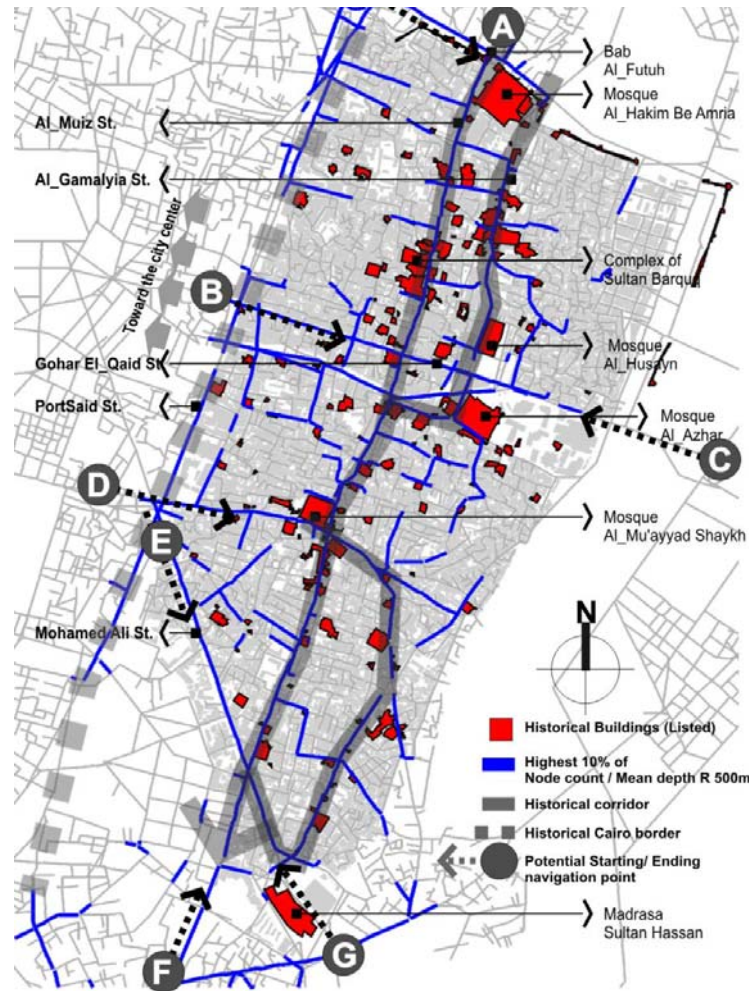 A
Bab
Al_Futuh
Mosque
Al_Hakim Be Amria
Al_Muiz St.
Al_Gamalyia St.
Toward the city center
Complex of
Sultan Barquq
B
Mosque
Al_Husayn
Gohar El_Qaid St
PortSaid St.
Mosque
Al_Azhar
C
D
Mosque
Al_Mu'ayyad Shaykh
E
Mohamed Ali St.
N
Historical Buildings (Listed)
Highest 10% of
Node count / Mean depth R 500m
Historical corridor
Historical Cairo border
Potential Starting/ Ending
navigation point
Madrasa
Sultan Hassan
F
G